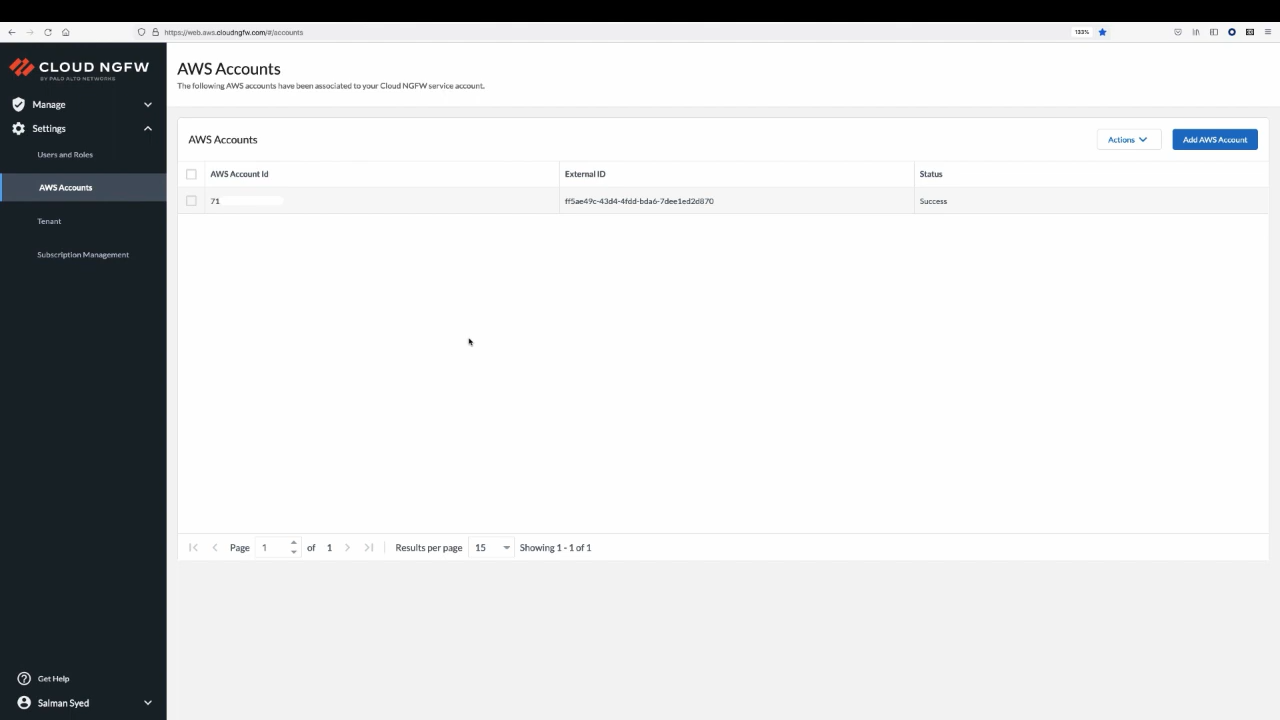 https://web.aws.cloudngfw.com/#/accounts
133%
CLOUD NGFW
BY PALO ALTO NETWORKS
Manage
Settings
Users and Roles
AWS Accounts
Tenant
Subscription Management
Get Help
Salman Syed
AWS Accounts
The following AWS accounts have been associated to your Cloud NGFW service account.
AWS Accounts
Actions
Add AWS Account
AWS Account Id External ID Status
71 ff5ae49c-43d4-4fdd-bda6-7dee1ed2d870 Success
Page 1 of 1 Results per page 15 Showing 1 - 1 of 1